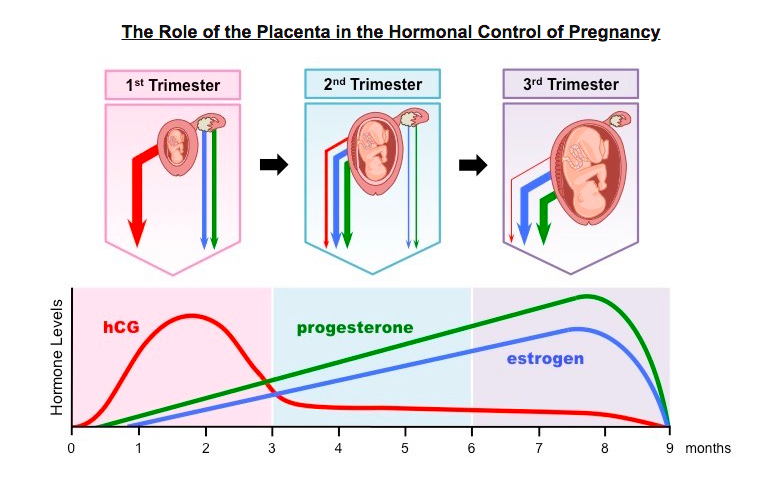 The Role of the Placenta in the Hormonal Control of Pregnancy
1st Trimester
2nd Trimester
3rd Trimester
Hormone Levels
hCG
progesterone
estrogen
0 1 2 3 4 5 6 7 8 9 months